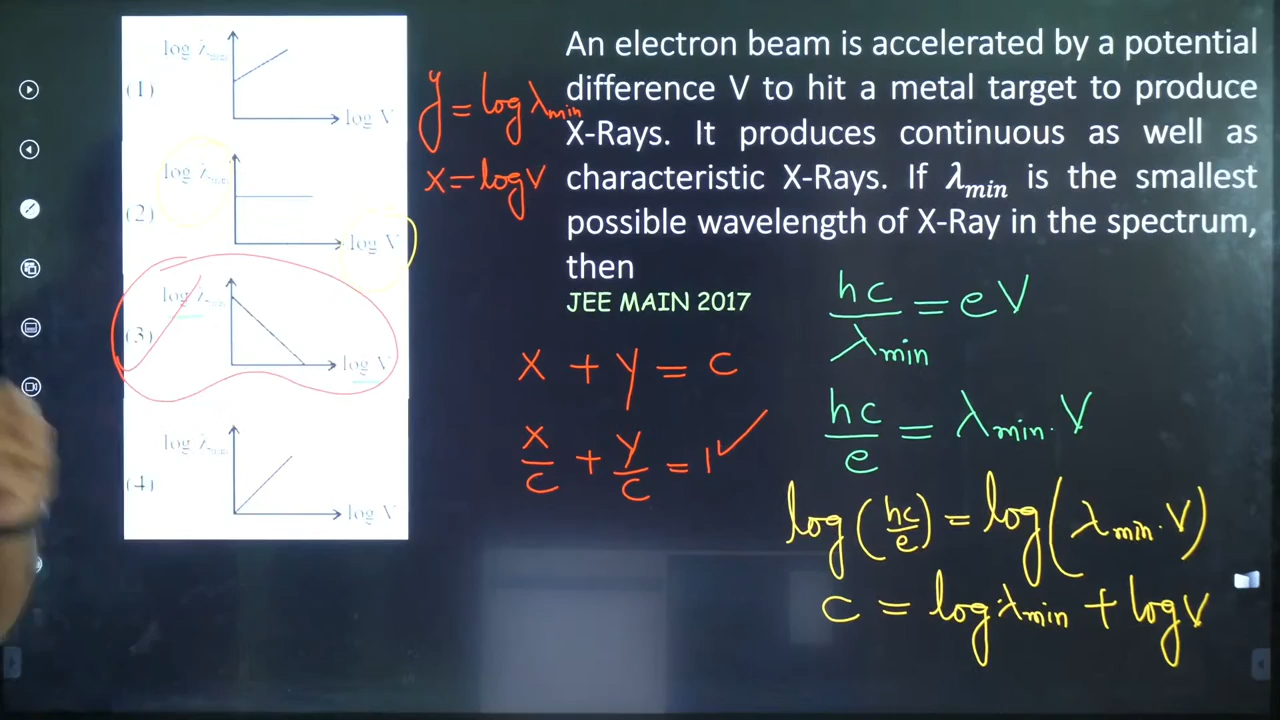 log λmin
(1)
log V
log λmin
(2)
log V
log λmin
(3)
log V
log λmin
(4)
log V
y = log λmin
x = log V
An electron beam is accelerated by a potential
difference V to hit a metal target to produce
X-Rays. It produces continuous as well as
characteristic X-Rays. If λmin is the smallest
possible wavelength of X-Ray in the spectrum,
then
JEE MAIN 2017
hc/λmin = eV
hc/e = λmin . V
log (hc/e) = log (λmin . V)
c = log λmin + log V
x + y = c
x/c + y/c = 1